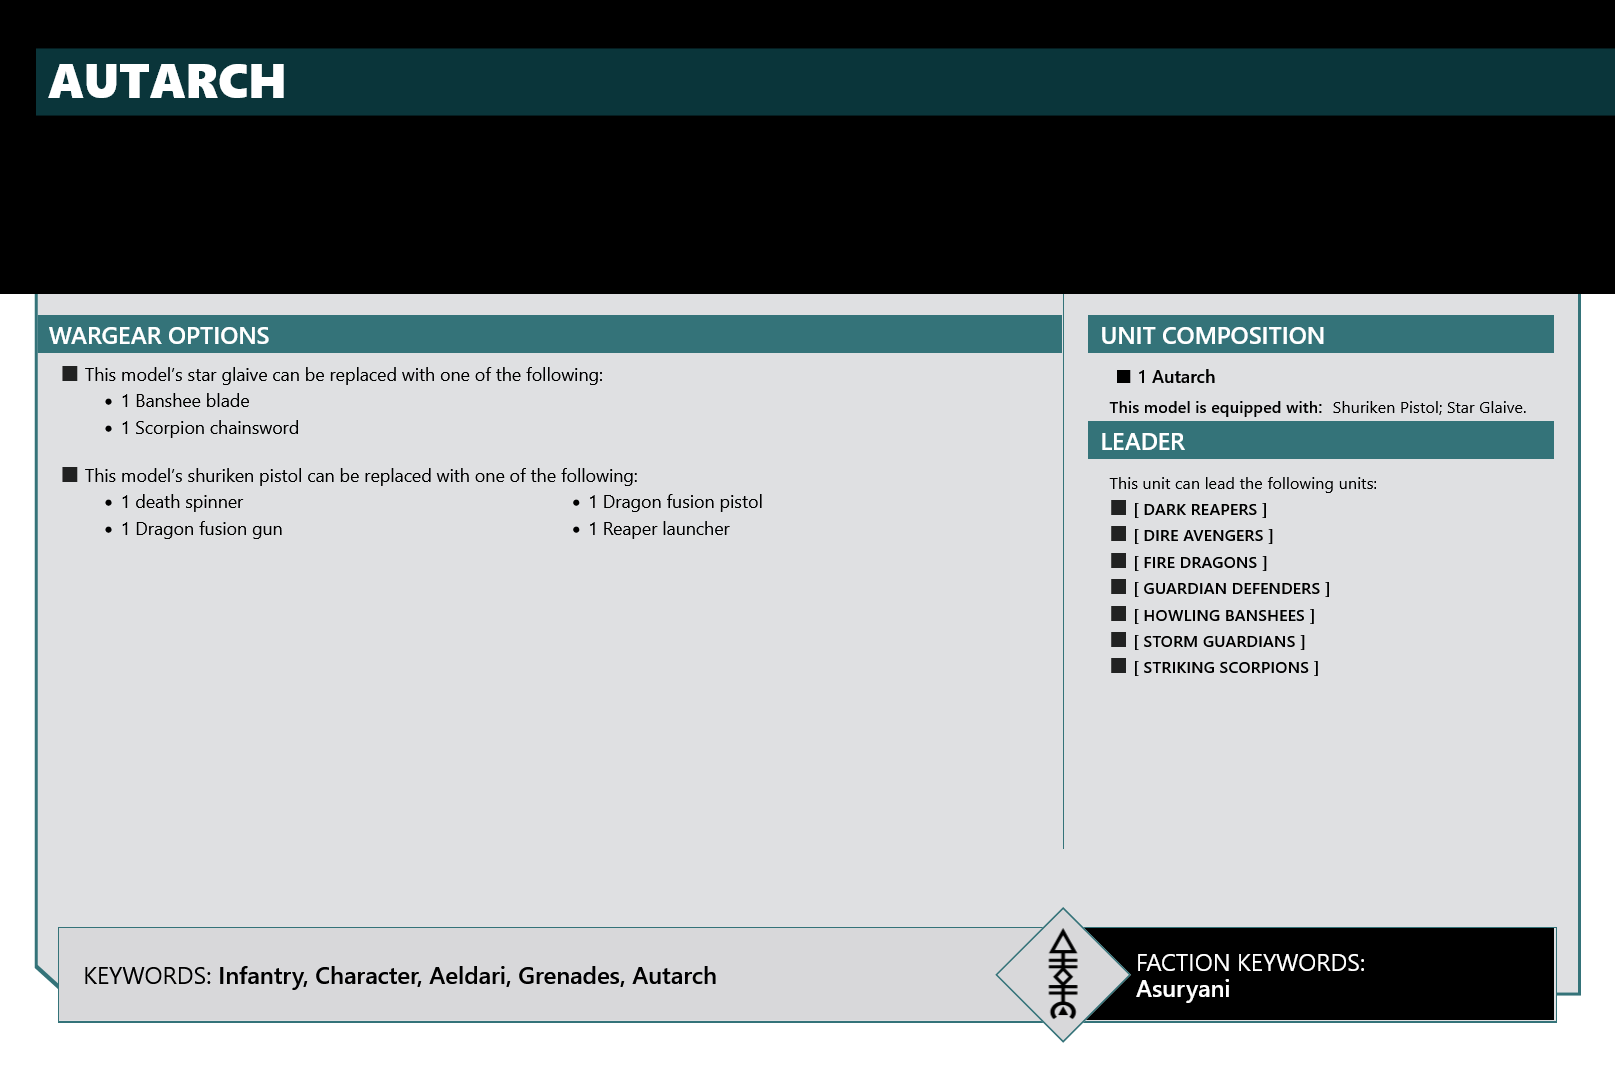 AUTARCH
WARGEAR OPTIONS
This model's star glaive can be replaced with one of the following:
• 1 Banshee blade
• 1 Scorpion chainsword
This model's shuriken pistol can be replaced with one of the following:
• 1 death spinner
• 1 Dragon fusion gun
• 1 Dragon fusion pistol
• 1 Reaper launcher
UNIT COMPOSITION
1 Autarch
This model is equipped with: Shuriken Pistol; Star Glaive.
LEADER
This unit can lead the following units:
[ DARK REAPERS ]
[ DIRE AVENGERS ]
[ FIRE DRAGONS ]
[ GUARDIAN DEFENDERS ]
[ HOWLING BANSHEES ]
[ STORM GUARDIANS ]
[ STRIKING SCORPIONS ]
KEYWORDS: Infantry, Character, Aeldari, Grenades, Autarch
FACTION KEYWORDS:
Asuryani